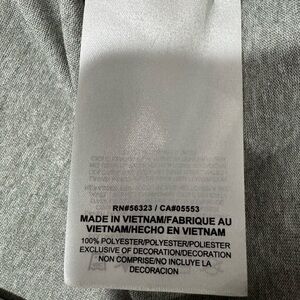 RN#56323 / CA#05553
MADE IN VIETNAM/FABRIQUE AU
VIETNAM/HECHO EN VIETNAM
100% POLYESTER/POLYESTER/POLIESTER
EXCLUSIVE OF DECORATION/DECORATION
NON COMPRISE/NO INCLUYE LA
DECORACION